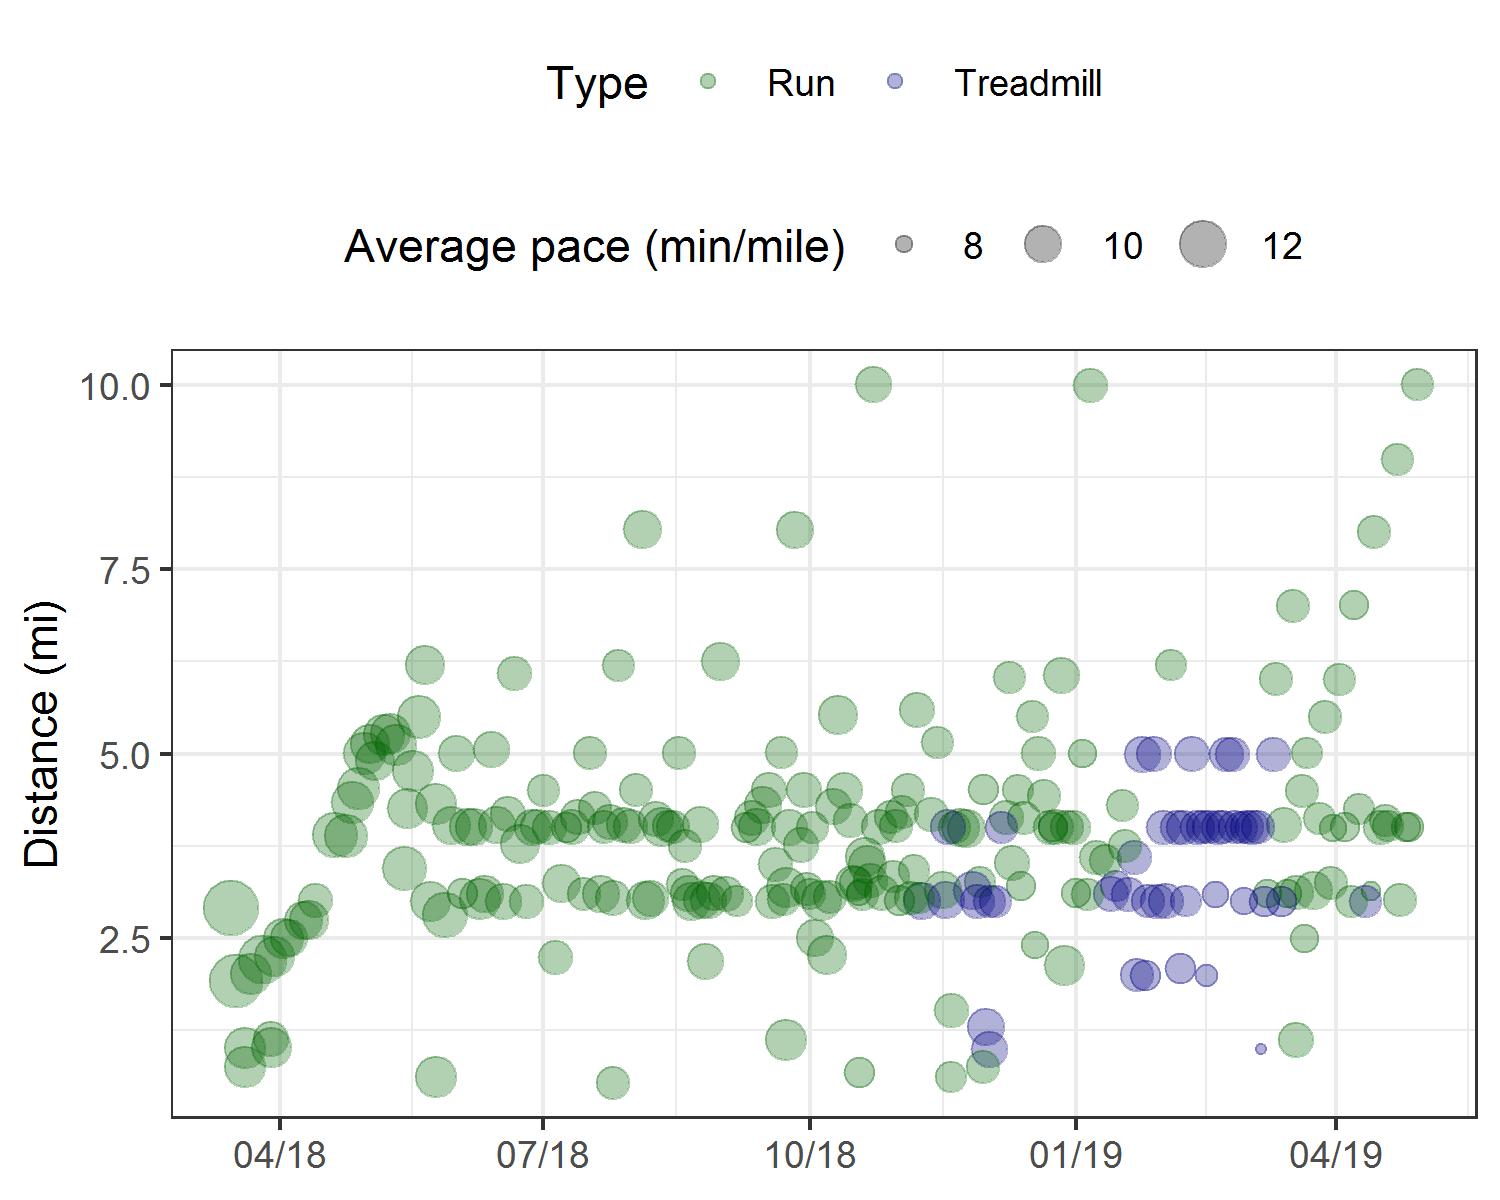 Type Run Treadmill
Average pace (min/mile) 8 10 12
Distance (mi)
10.0
7.5
5.0
2.5
04/18 07/18 10/18 01/19 04/19